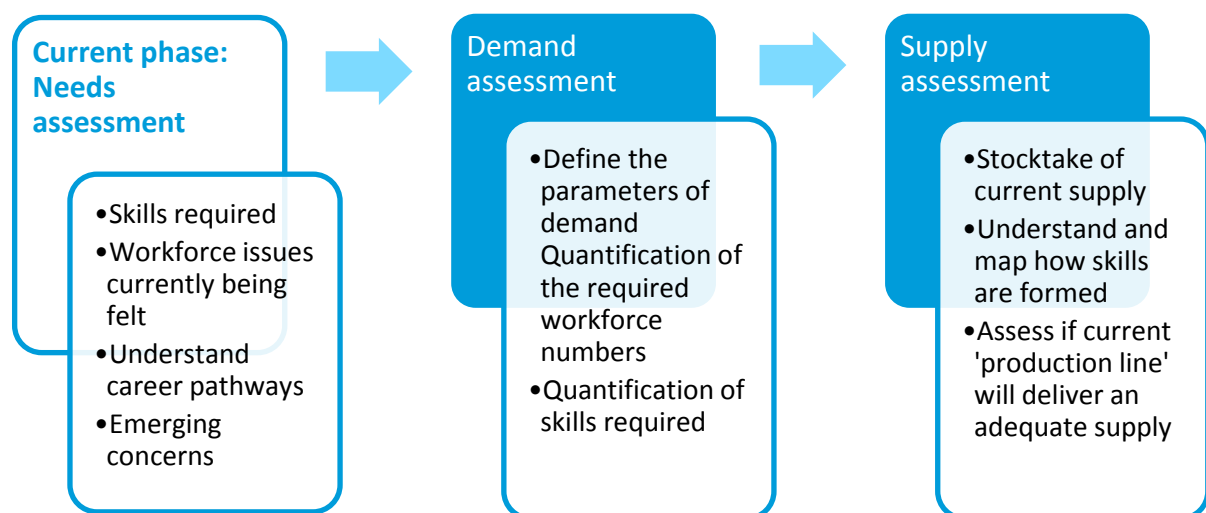 Current phase:
Needs
assessment
•Skills required
•Workforce issues
currently being
felt
•Understand
career pathways
•Emerging
concerns
Demand
assessment
•Define the
parameters of
demand
Quantification of
the required
workforce
numbers
•Quantification of
skills required
Supply
assessment
•Stocktake of
current supply
•Understand and
map how skills
are formed
•Assess if current
'production line'
will deliver an
adequate supply